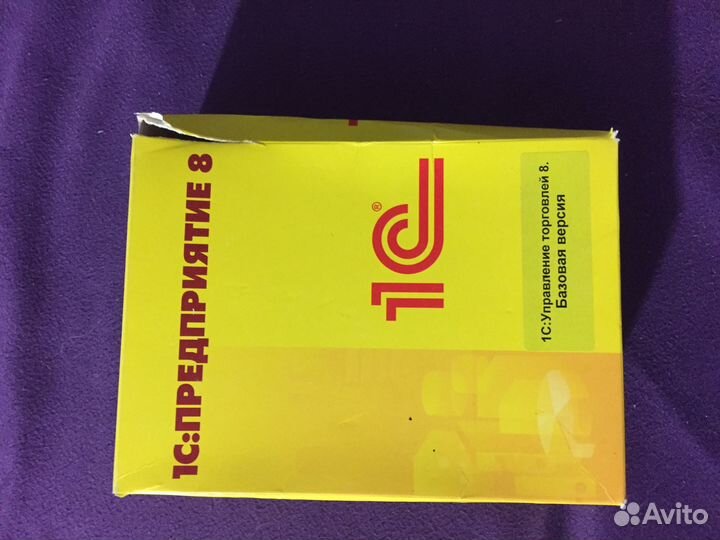 1С:ПРЕДПРИЯТИЕ 8
1С®
1С:Управление торговлей 8.
Базовая версия
Avito